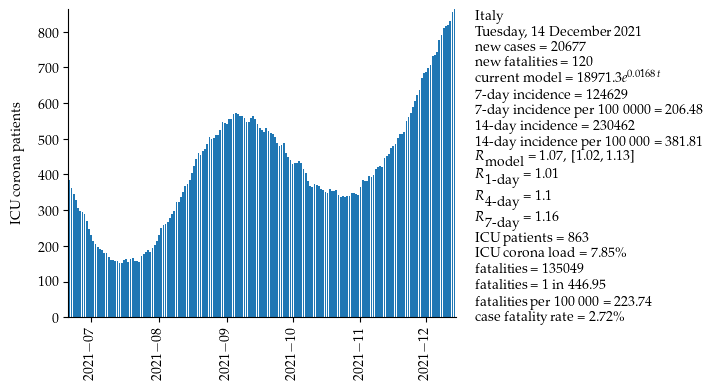 ICU corona patients
800
700
600
500
400
300
200
100
0
2021−07
2021−08
2021−09
2021−10
2021−11
2021−12
Italy
Tuesday, 14 December 2021
new cases = 20677
new fatalities = 120
current model = 18971.3e^0.0168 t
7-day incidence = 124629
7-day incidence per 100 0000 = 206.48
14-day incidence = 230462
14-day incidence per 100 000 = 381.81
R_model = 1.07, [1.02, 1.13]
R_1-day = 1.01
R_4-day = 1.1
R_7-day = 1.16
ICU patients = 863
ICU corona load = 7.85%
fatalities = 135049
fatalities = 1 in 446.95
fatalities per 100 000 = 223.74
case fatality rate = 2.72%